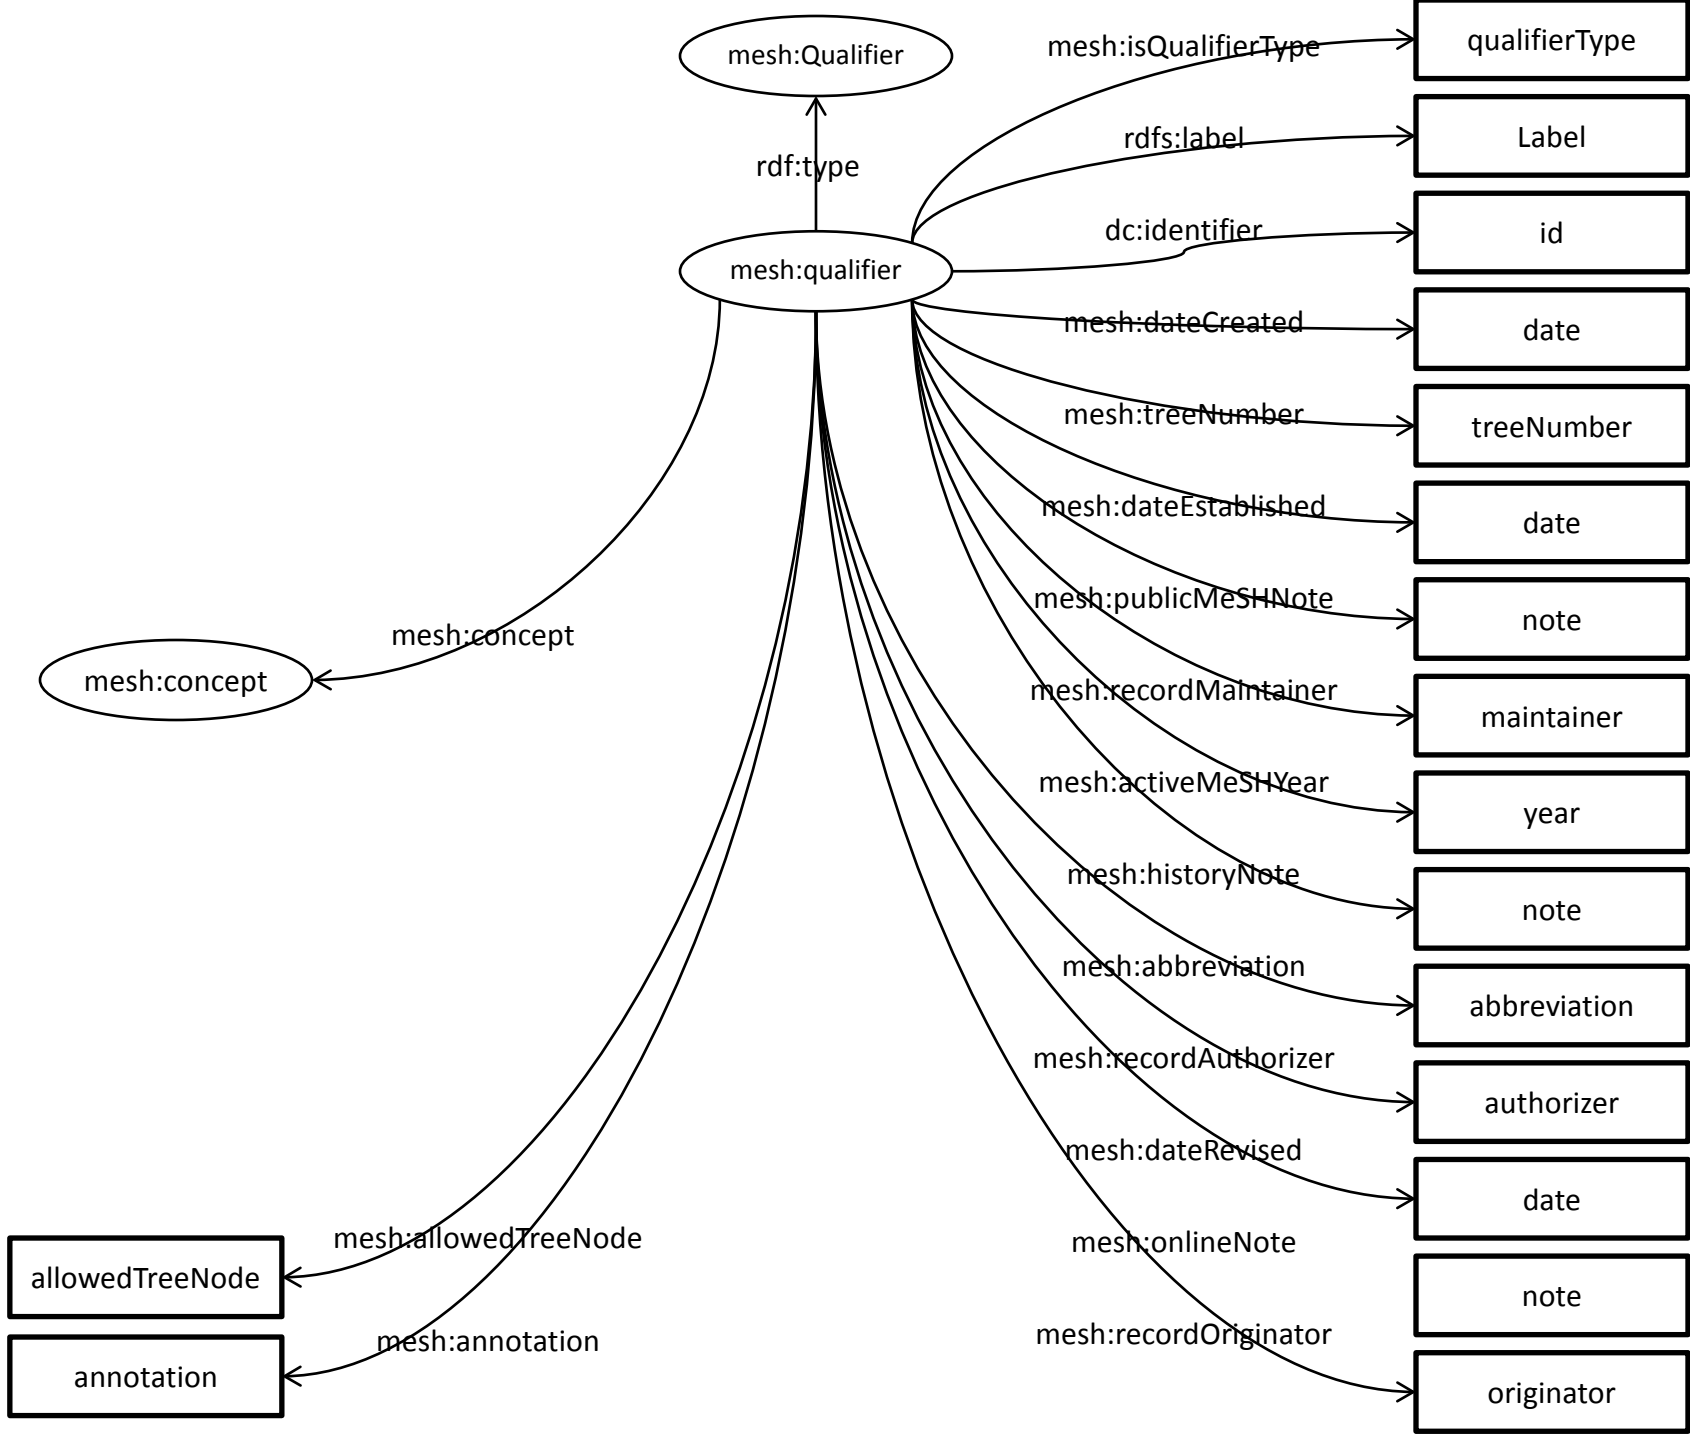 mesh:Qualifier
mesh:isQualifierType
qualifierType
rdfs:label
Label
rdf:type
dc:identifier
id
mesh:qualifier
mesh:dateCreated
date
mesh:treeNumber
treeNumber
mesh:dateEstablished
date
mesh:publicMeSHNote
note
mesh:concept
mesh:concept
mesh:recordMaintainer
maintainer
mesh:activeMeSHYear
year
mesh:historyNote
note
mesh:abbreviation
abbreviation
mesh:recordAuthorizer
authorizer
mesh:dateRevised
date
mesh:allowedTreeNode
allowedTreeNode
mesh:onlineNote
note
mesh:annotation
annotation
mesh:recordOriginator
originator